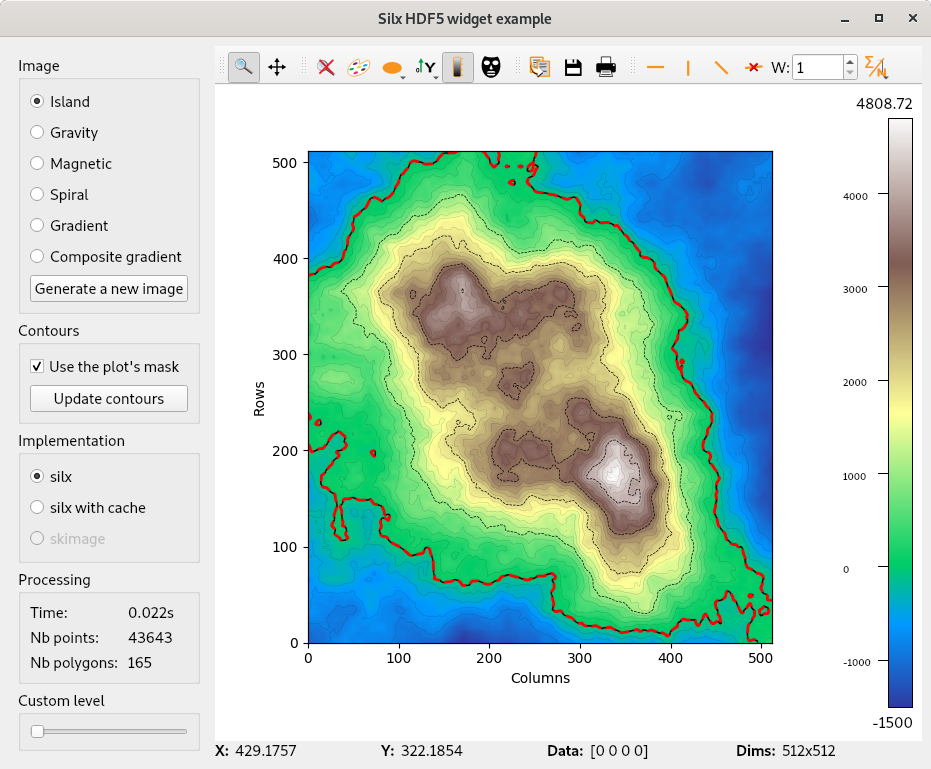 Silx HDF5 widget example
Image
Island
Gravity
Magnetic
Spiral
Gradient
Composite gradient
Generate a new image
Contours
Use the plot's mask
Update contours
Implementation
silx
silx with cache
skimage
Processing
Time: 0.022s
Nb points: 43643
Nb polygons: 165
Custom level
W: 1
Σ/N
Y
4808.72
4000
3000
2000
1000
0
-1000
-1500
500
400
300
200
100
0
Rows
0 100 200 300 400 500
Columns
X: 429.1757 Y: 322.1854 Data: [0 0 0 0] Dims: 512x512